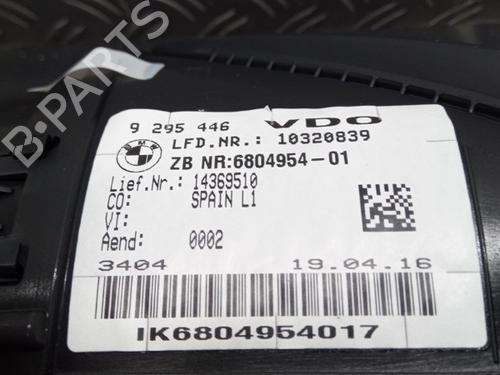 9 295 446 VDO
LFD.NR.: 10320839
BMW
ZB NR:6804954-01
Lief.Nr.: 14369510
CO: SPAIN L1
VI:
Aend: 0002
3404 19.04.16
IK6804954017
B-PARTS